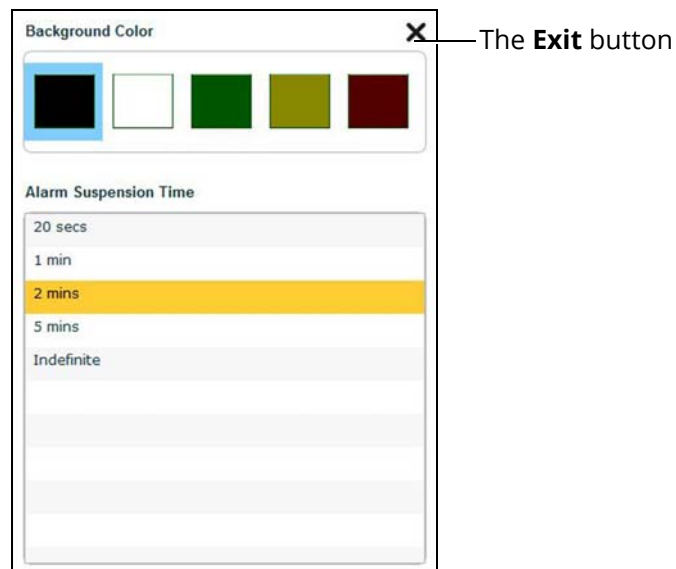 Background Color
The Exit button
Alarm Suspension Time
20 secs
1 min
2 mins
5 mins
Indefinite